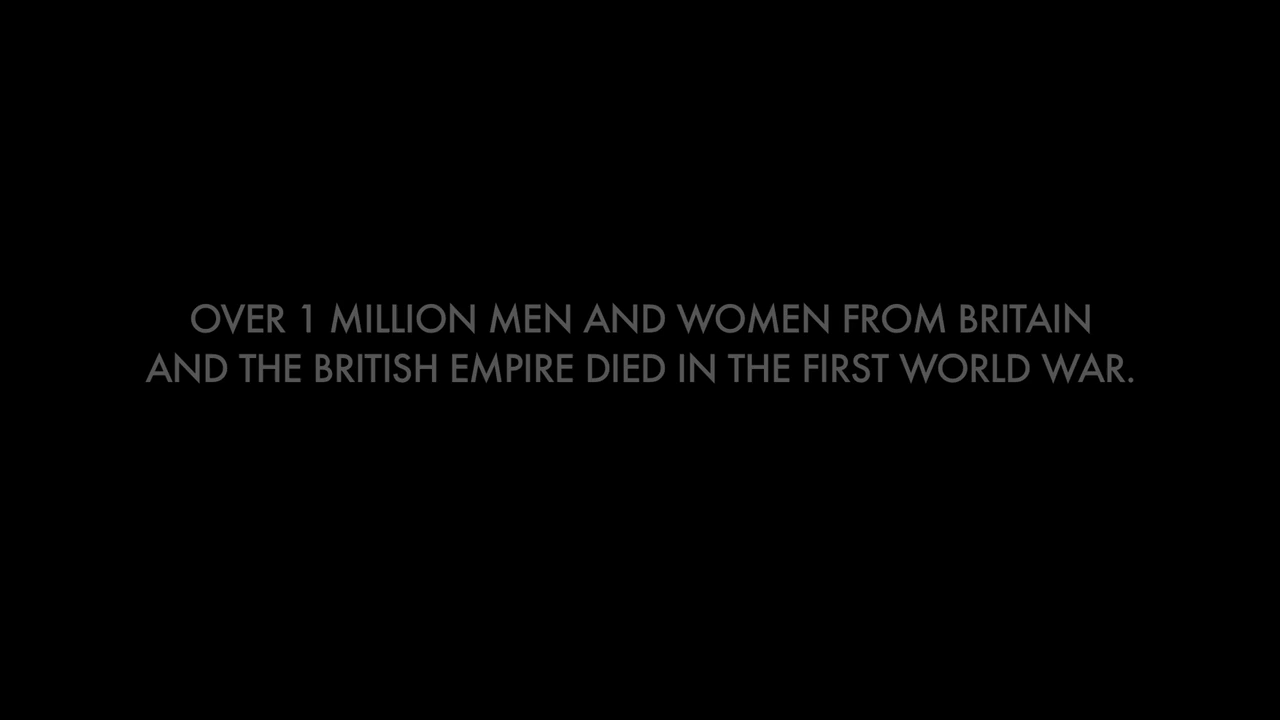 OVER 1 MILLION MEN AND WOMEN FROM BRITAIN
AND THE BRITISH EMPIRE DIED IN THE FIRST WORLD WAR.